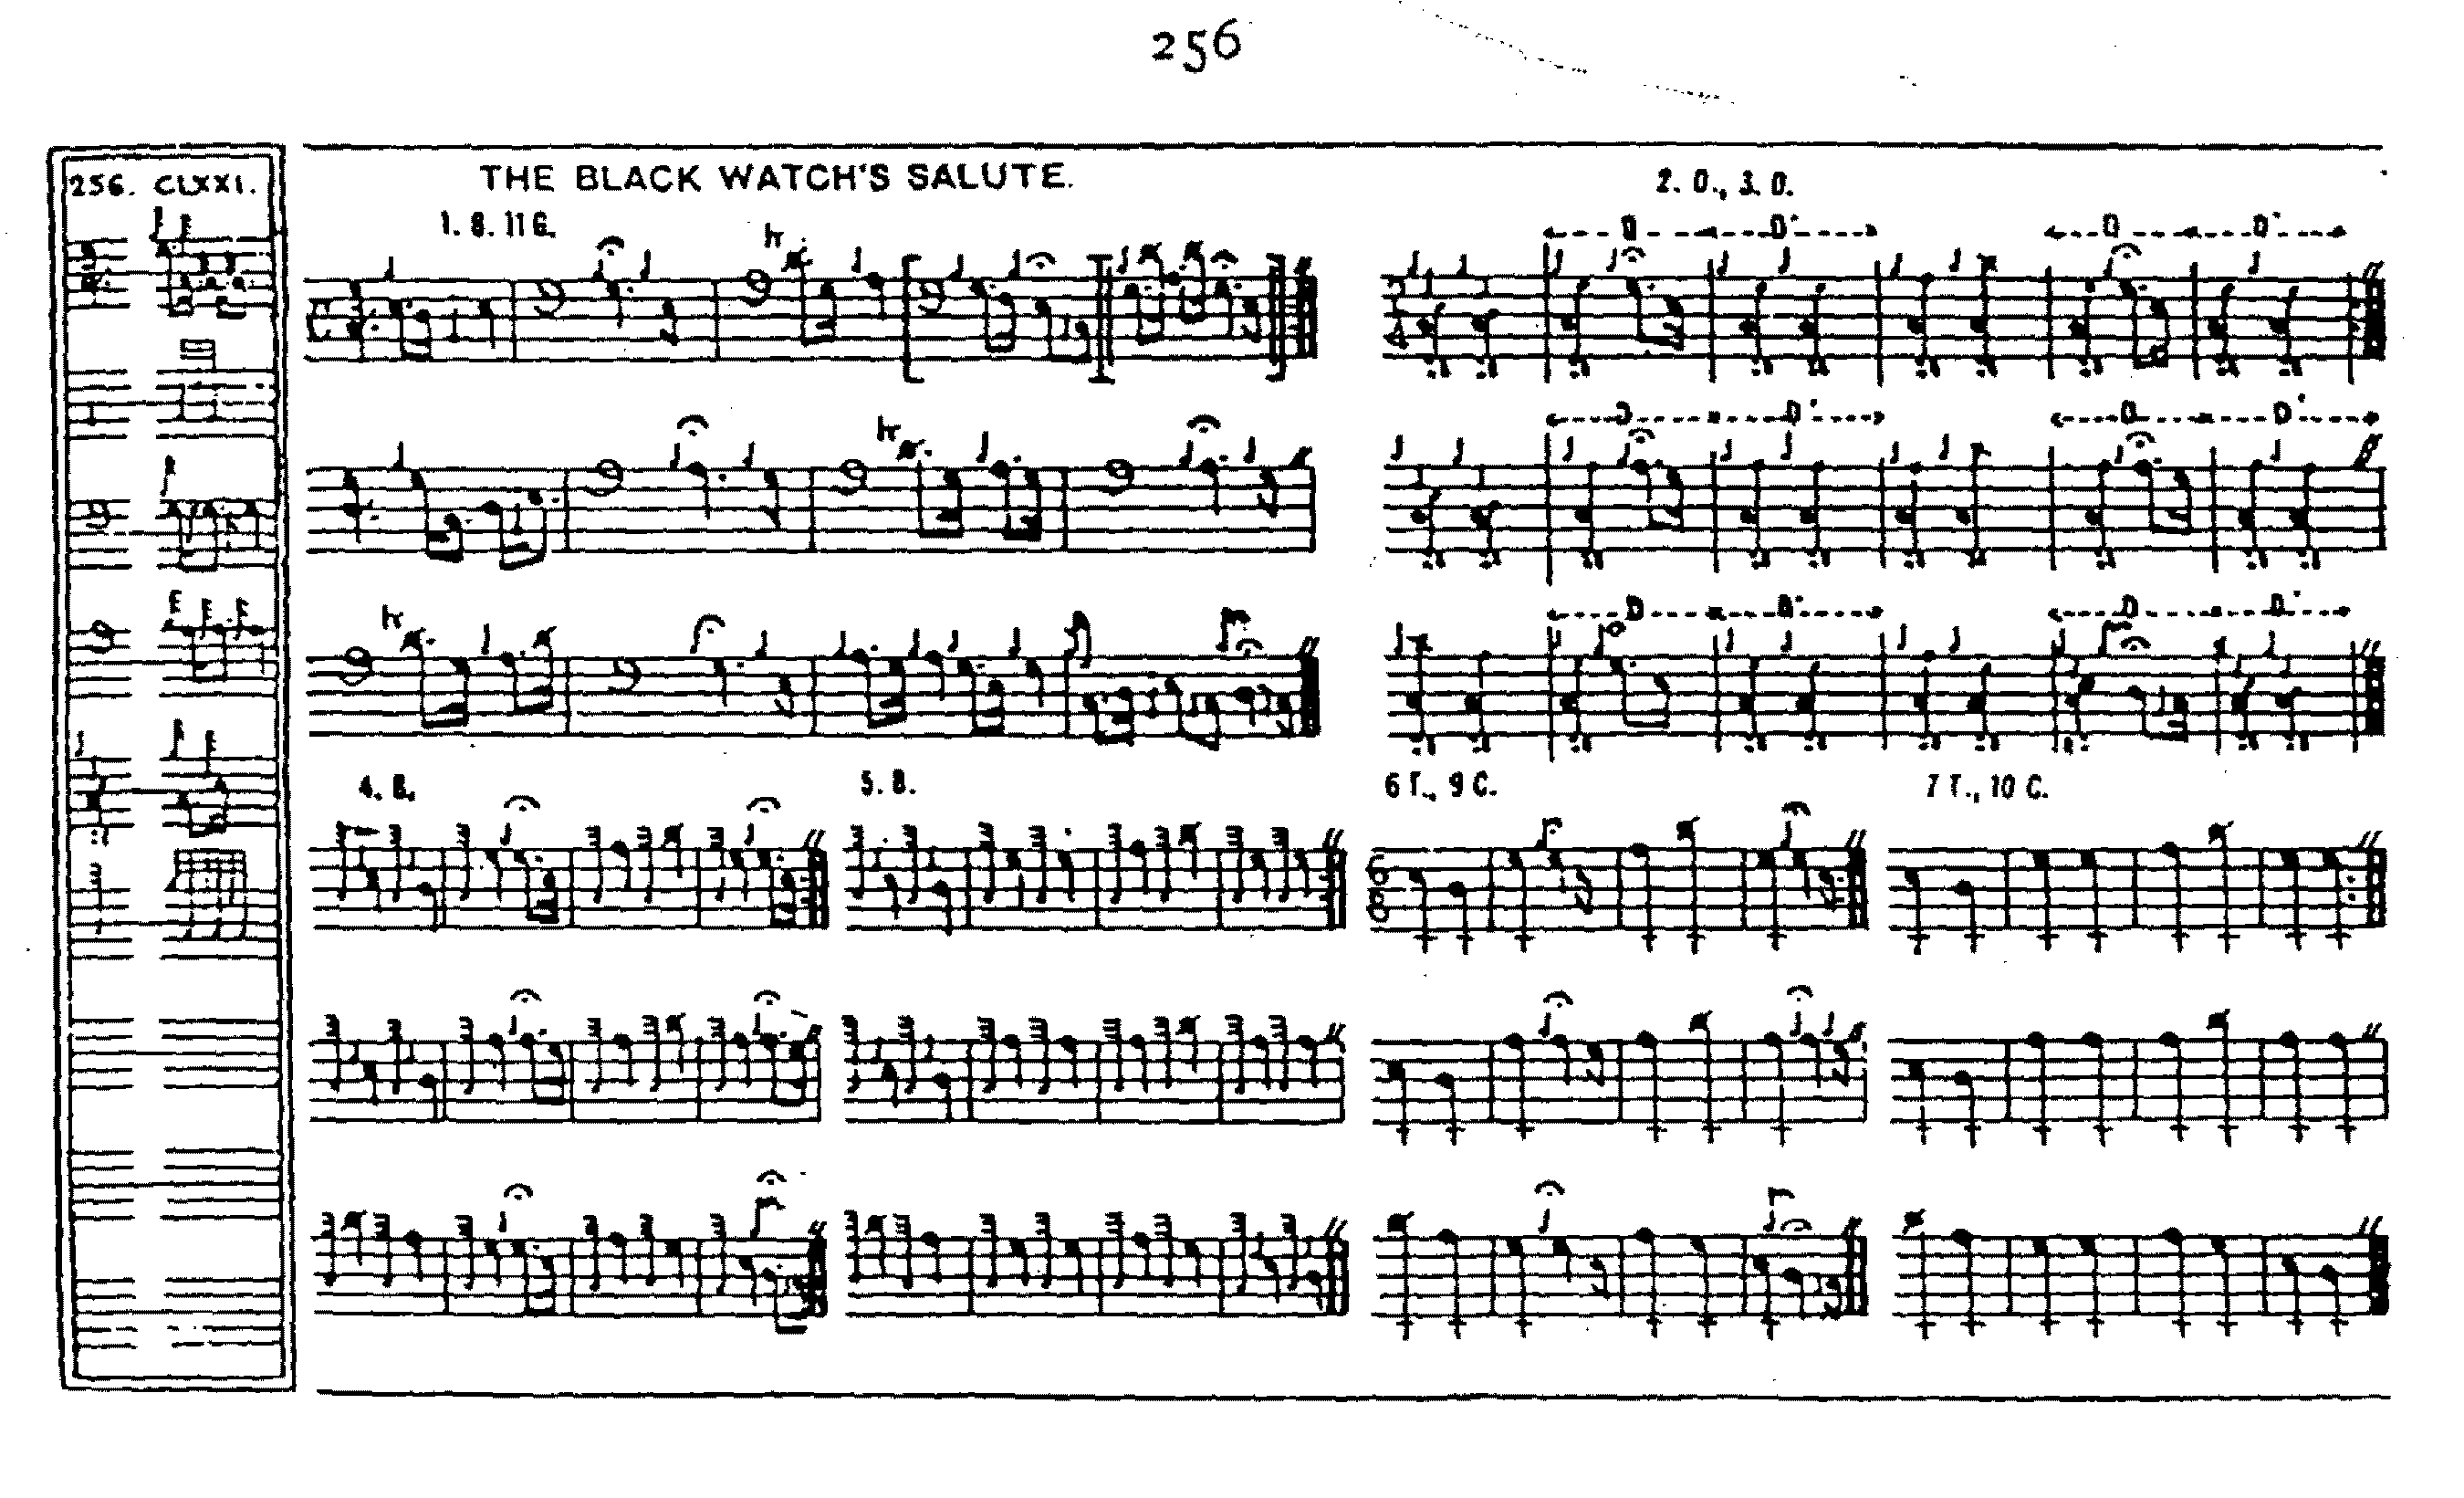 256
256. CLXXI.
THE BLACK WATCH'S SALUTE.
1. 8. 11 G.
2. O., 3. O.
D D.
D D.
D D.
D D.
D D.
D D.
4. B.
5. B.
6 T., 9 C.
7 T., 10 C.